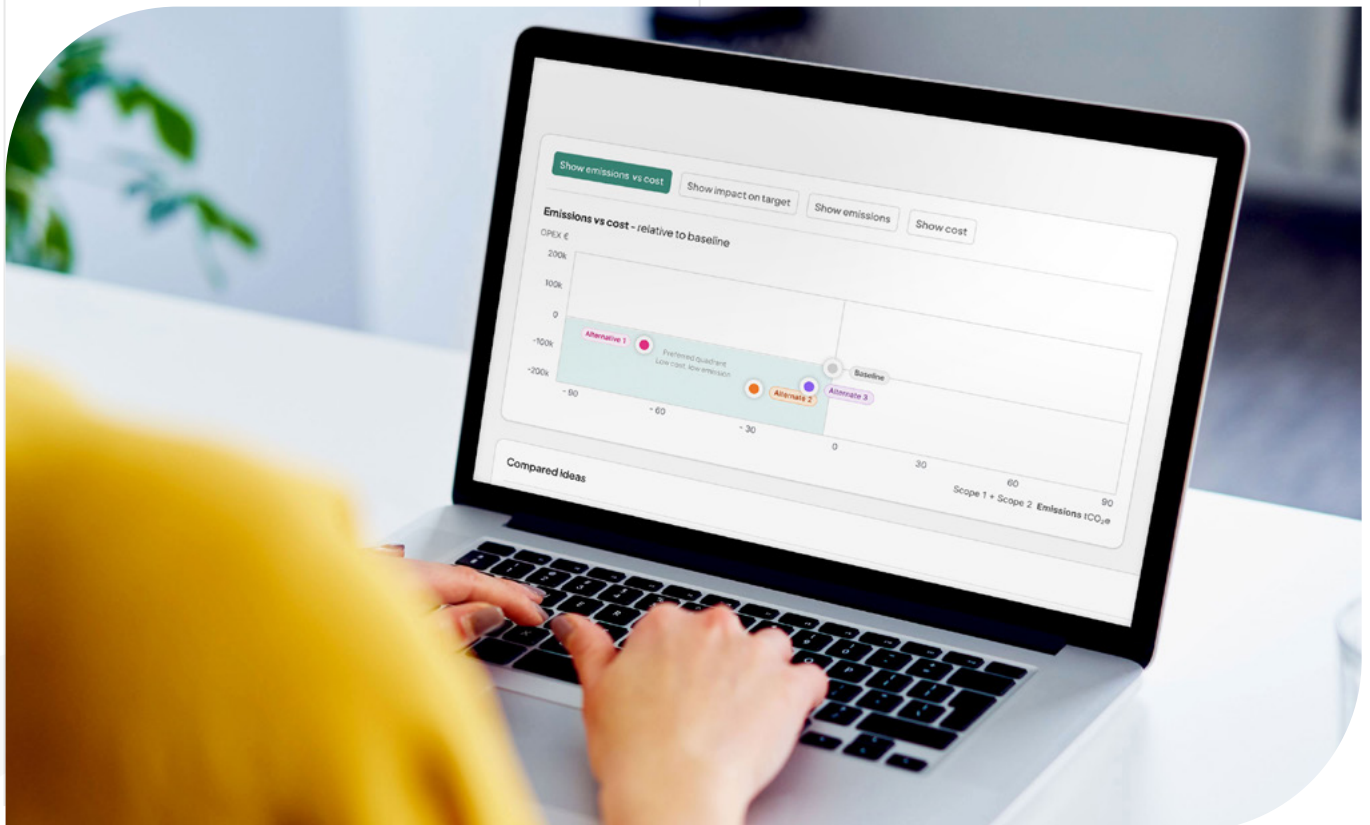 Show emissions vs cost
Show impact on target
Show emissions
Show cost
Emissions vs cost - relative to baseline
OPEX €
200k
100k
0
-100k
-200k
Alternative 1
Preferred quadrant
Low cost, low emission
Baseline
Alternate 2
Alternate 3
- 90
- 60
- 30
0
30
60
90
Scope 1 + Scope 2 Emissions tCO₂e
Compared Ideas